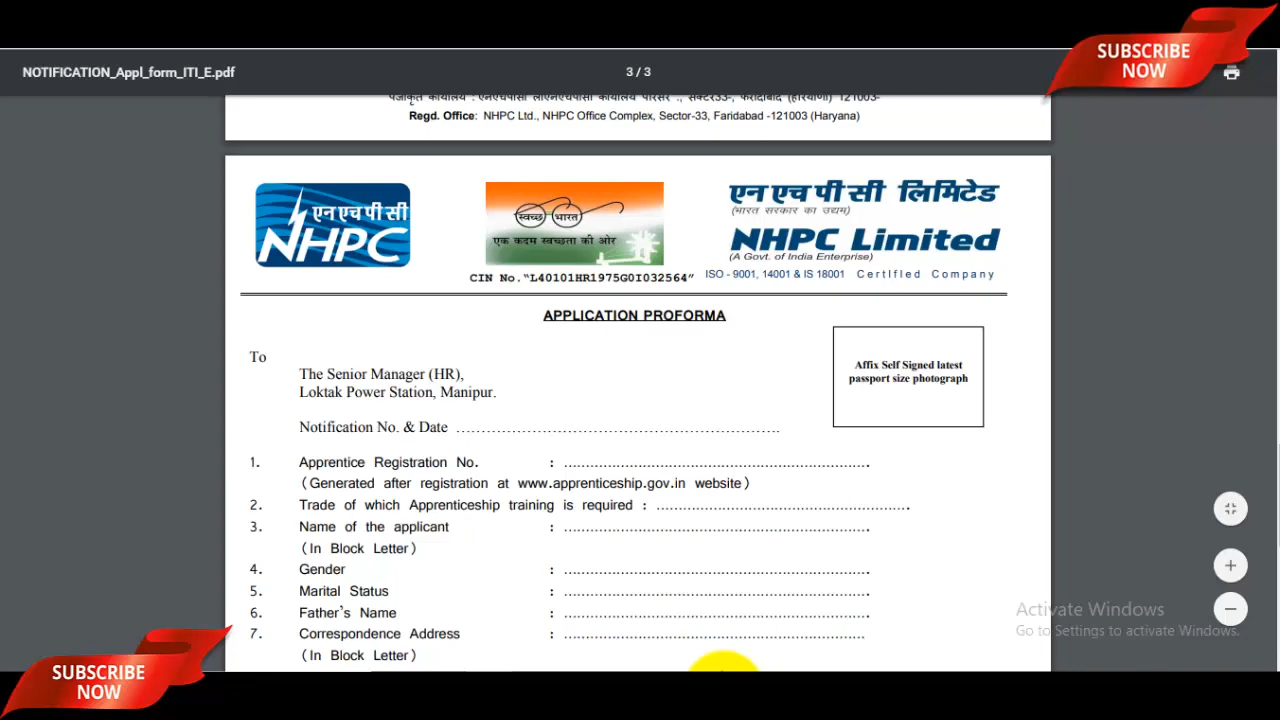 SUBSCRIBE
NOW
NOTIFICATION_Appl_form_ITI_E.pdf
3 / 3
Regd. Office: NHPC Ltd., NHPC Office Complex, Sector-33, Faridabad -121003 (Haryana)
एन एच पी सी
NHPC
स्वच्छ भारत
एक कदम स्वच्छता की ओर
CIN No."L40101HR1975GOI032564"
एन एच पी सी लिमिटेड
(भारत सरकार का उद्यम)
NHPC Limited
(A Govt. of India Enterprise)
ISO - 9001, 14001 & IS 18001 CertIfled Company
APPLICATION PROFORMA
Affix Self Signed latest
passport size photograph
To
The Senior Manager (HR),
Loktak Power Station, Manipur.
Notification No. & Date ……………………………………………………….
1. Apprentice Registration No. : ……………………………………………………………….
(Generated after registration at www.apprenticeship.gov.in website)
2. Trade of which Apprenticeship training is required : …………………………………………………….
3. Name of the applicant : ……………………………………………………………….
(In Block Letter)
4. Gender : ……………………………………………………………….
5. Marital Status : ……………………………………………………………….
6. Father's Name : ……………………………………………………………….
7. Correspondence Address : ………………………………………………………………
(In Block Letter)
Activate Windows
Go to Settings to activate Windows.
SUBSCRIBE
NOW